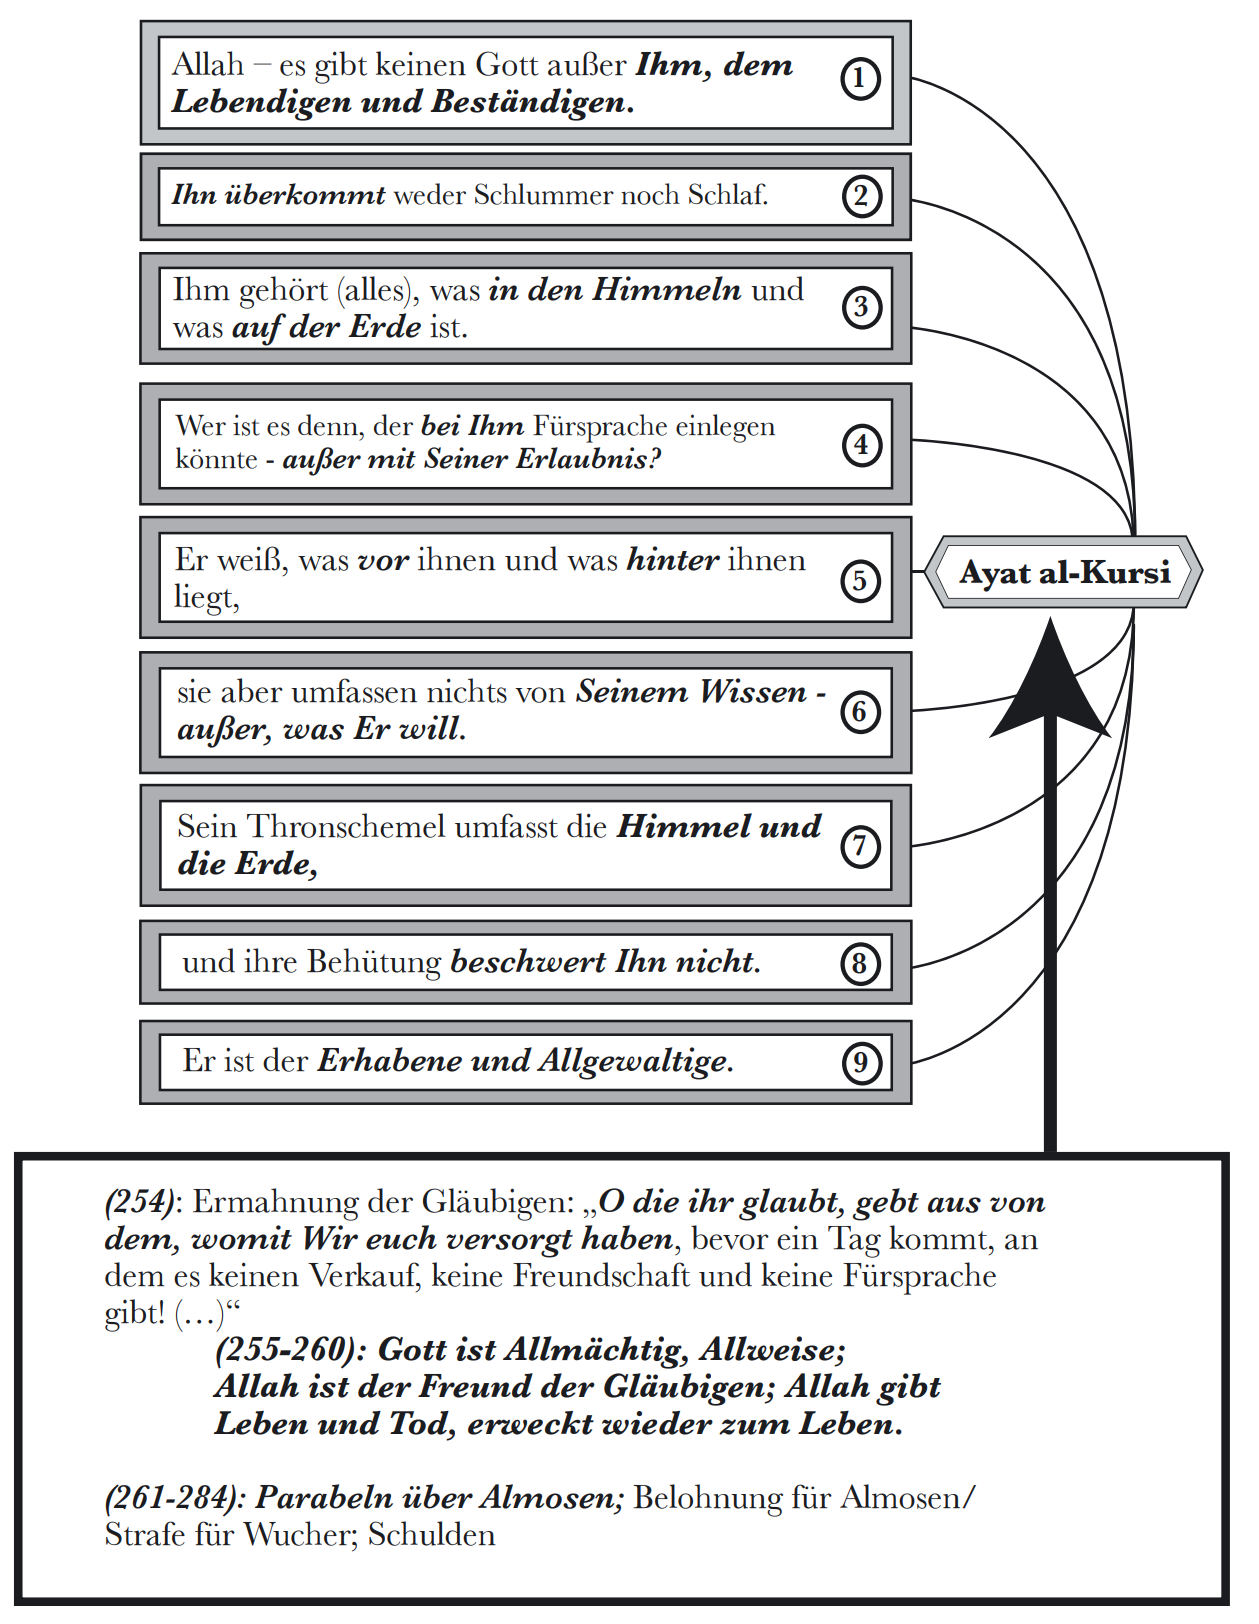 Allah – es gibt keinen Gott außer Ihm, dem
Lebendigen und Beständigen.
1
Ihn überkommt weder Schlummer noch Schlaf.
2
Ihm gehört (alles), was in den Himmeln und
was auf der Erde ist.
3
Wer ist es denn, der bei Ihm Fürsprache einlegen
könnte - außer mit Seiner Erlaubnis?
4
Er weiß, was vor ihnen und was hinter ihnen
liegt,
5
Ayat al-Kursi
sie aber umfassen nichts von Seinem Wissen -
außer, was Er will.
6
Sein Thronschemel umfasst die Himmel und
die Erde,
7
und ihre Behütung beschwert Ihn nicht.
8
Er ist der Erhabene und Allgewaltige.
9
(254): Ermahnung der Gläubigen: „O die ihr glaubt, gebt aus von
dem, womit Wir euch versorgt haben, bevor ein Tag kommt, an
dem es keinen Verkauf, keine Freundschaft und keine Fürsprache
gibt! (…)“
(255-260): Gott ist Allmächtig, Allweise;
Allah ist der Freund der Gläubigen; Allah gibt
Leben und Tod, erweckt wieder zum Leben.
(261-284): Parabeln über Almosen; Belohnung für Almosen/
Strafe für Wucher; Schulden